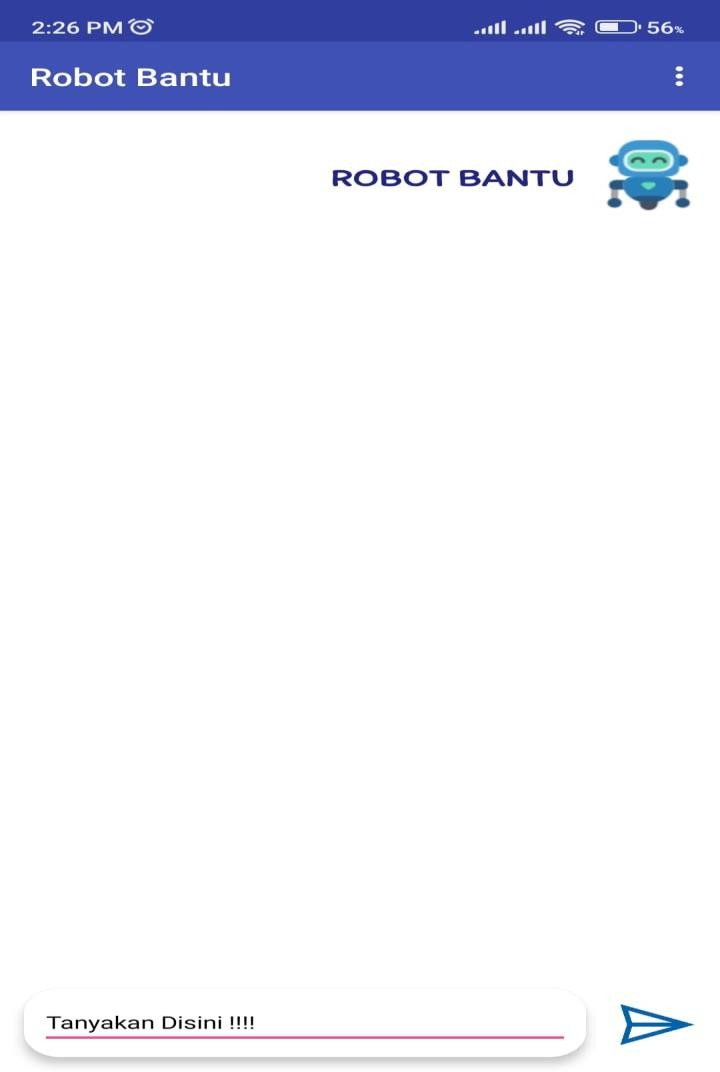 2:26 PM 56%
Robot Bantu
ROBOT BANTU
Tanyakan Disini !!!!